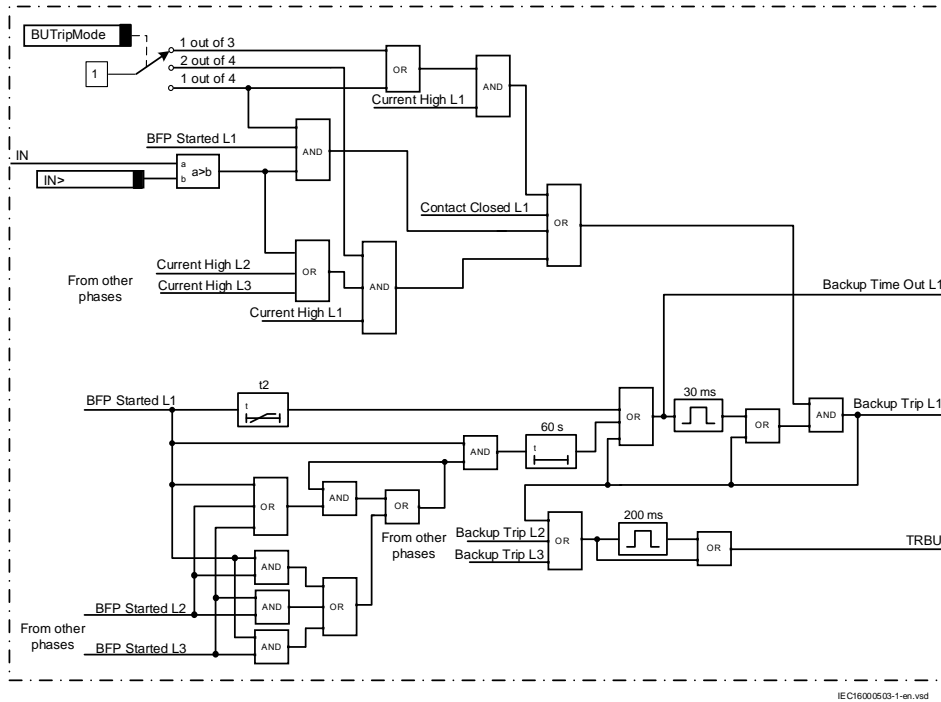 BUTripMode
1 out of 3
2 out of 4
1
1 out of 4
OR
AND
Current High L1
BFP Started L1
AND
IN
a
b
a>b
IN>
Contact Closed L1
OR
From other
phases
Current High L2
Current High L3
OR
AND
Current High L1
Backup Time Out L1
BFP Started L1
t2
t
OR
30 ms
OR
AND
Backup Trip L1
AND
60 s
t
OR
AND
OR
From other
phases
Backup Trip L2
Backup Trip L3
OR
200 ms
OR
TRBU
AND
AND
OR
AND
BFP Started L2
From other
phases
BFP Started L3
IEC16000503-1-en.vsd